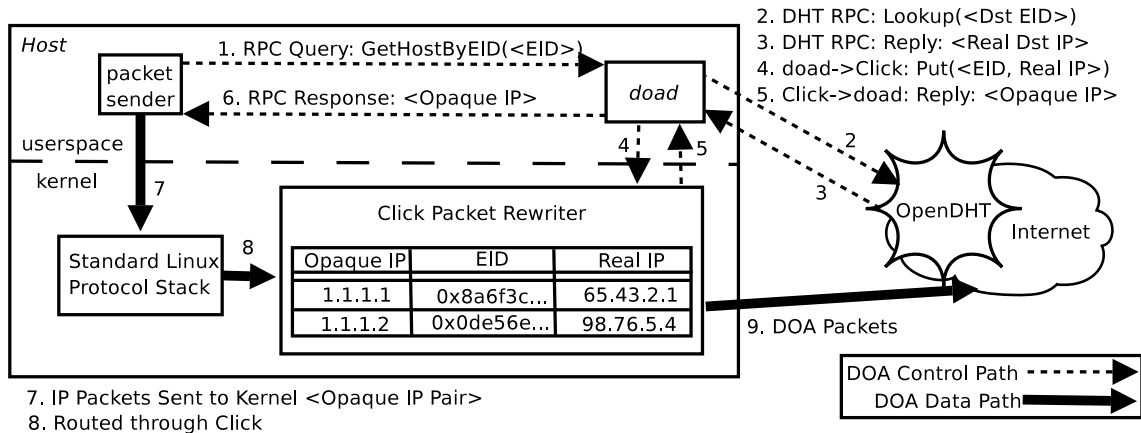 Host
1. RPC Query: GetHostByEID(<EID>)
2. DHT RPC: Lookup(<Dst EID>)
3. DHT RPC: Reply: <Real Dst IP>
4. doad->Click: Put(<EID, Real IP>)
5. Click->doad: Reply: <Opaque IP>
packet
sender
6. RPC Response: <Opaque IP>
doad
userspace
kernel
4
5
2
3
7
8
Click Packet Rewriter
OpenDHT
Internet
Standard Linux
Protocol Stack
Opaque IP EID Real IP
1.1.1.1 0x8a6f3c... 65.43.2.1
1.1.1.2 0x0de56e... 98.76.5.4
9. DOA Packets
DOA Control Path
DOA Data Path
7. IP Packets Sent to Kernel <Opaque IP Pair>
8. Routed through Click